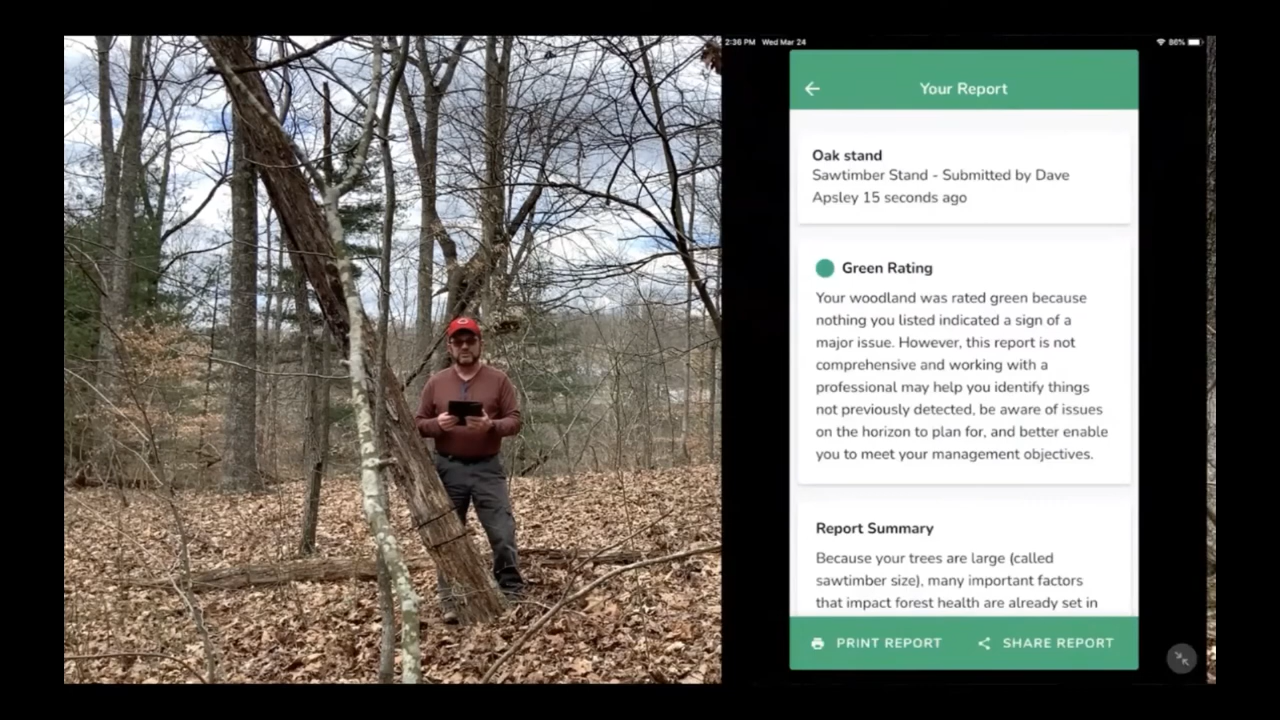 2:36 PM Wed Mar 24
86%
Your Report
Oak stand
Sawtimber Stand - Submitted by Dave
Apsley 15 seconds ago
Green Rating
Your woodland was rated green because
nothing you listed indicated a sign of a
major issue. However, this report is not
comprehensive and working with a
professional may help you identify things
not previously detected, be aware of issues
on the horizon to plan for, and better enable
you to meet your management objectives.
Report Summary
Because your trees are large (called
sawtimber size), many important factors
that impact forest health are already set in
PRINT REPORT SHARE REPORT